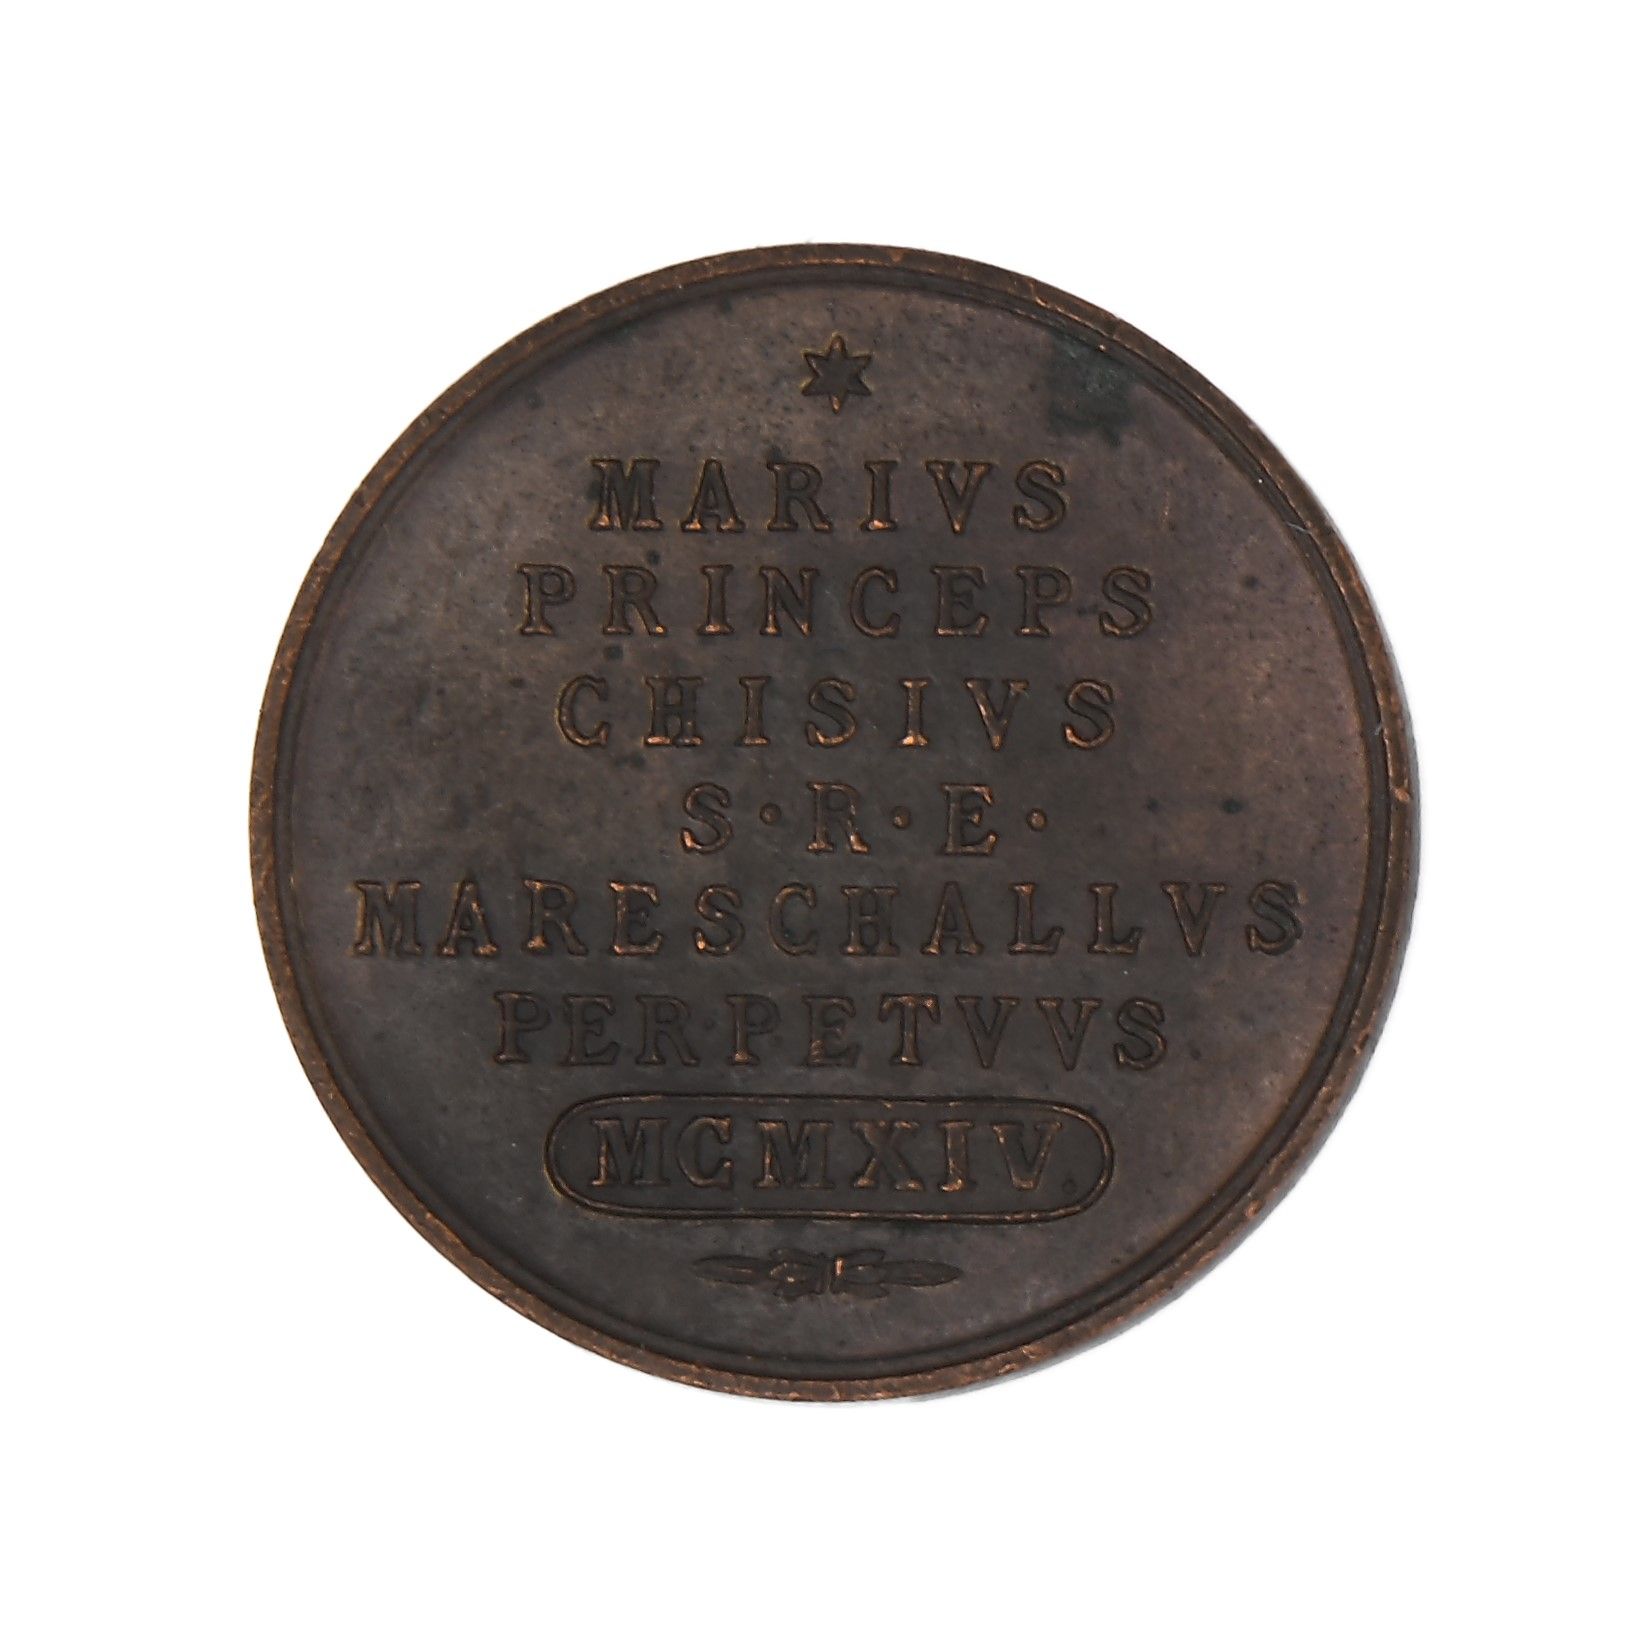 MARIVS
PRINCEPS
CHISIVS
S·R·E·
MARESCHALLVS
PERPETVVS
MCMXIV.